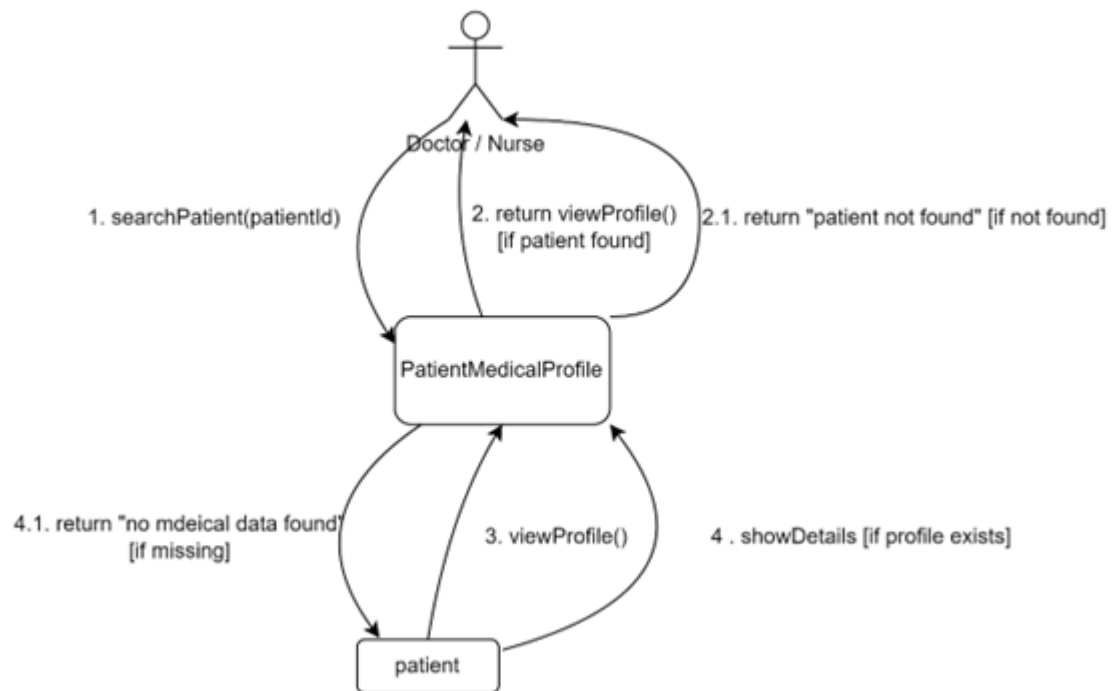 Doctor / Nurse
1. searchPatient(patientId)
2. return viewProfile()
[if patient found]
2.1. return "patient not found" [if not found]
PatientMedicalProfile
4.1. return "no mdeical data found"
[if missing]
3. viewProfile()
4 . showDetails [if profile exists]
patient